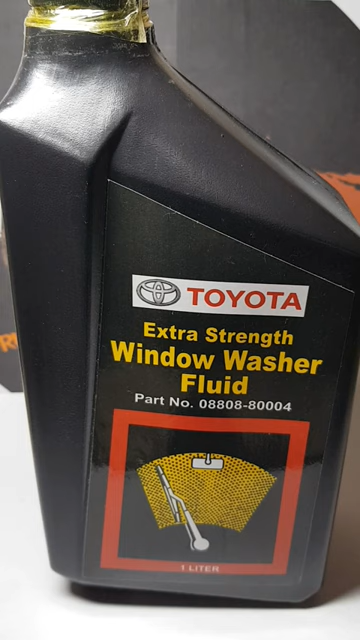 TOYOTA
Extra Strength
Window Washer
Fluid
Part No. 08808-80004
1 LITER